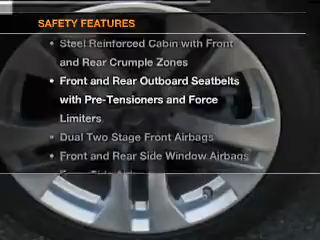 SAFETY FEATURES
• Steel Reinforced Cabin with Front
and Rear Crumple Zones
• Front and Rear Outboard Seatbelts
with Pre-Tensioners and Force
Limiters
• Dual Two Stage Front Airbags
• Front and Rear Side Window Airbags